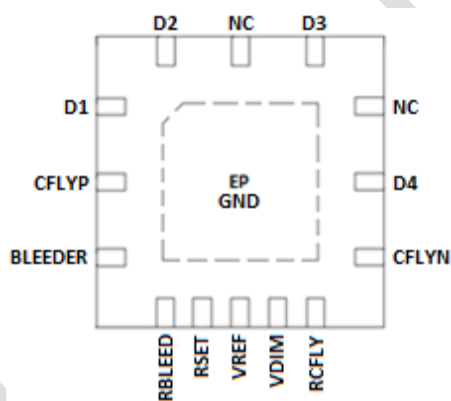 D2 NC D3
D1 NC
CFLYP EP D4
GND
BLEEDER CFLYN
RBLEED RSET VREF VDIM RCFLY